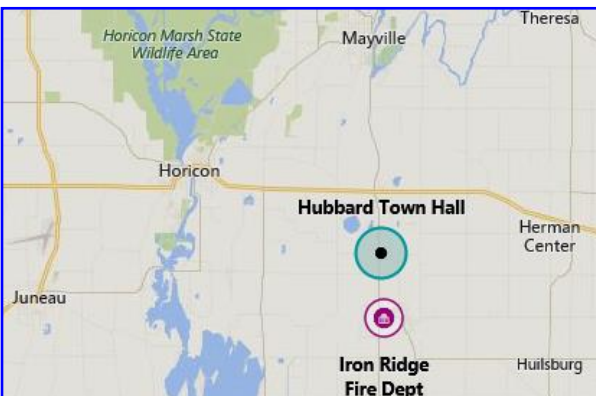 Theresa
Horicon Marsh State
Wildlife Area
Mayville
Horicon
Hubbard Town Hall
Herman
Center
Juneau
Iron Ridge
Fire Dept
Huilsburg